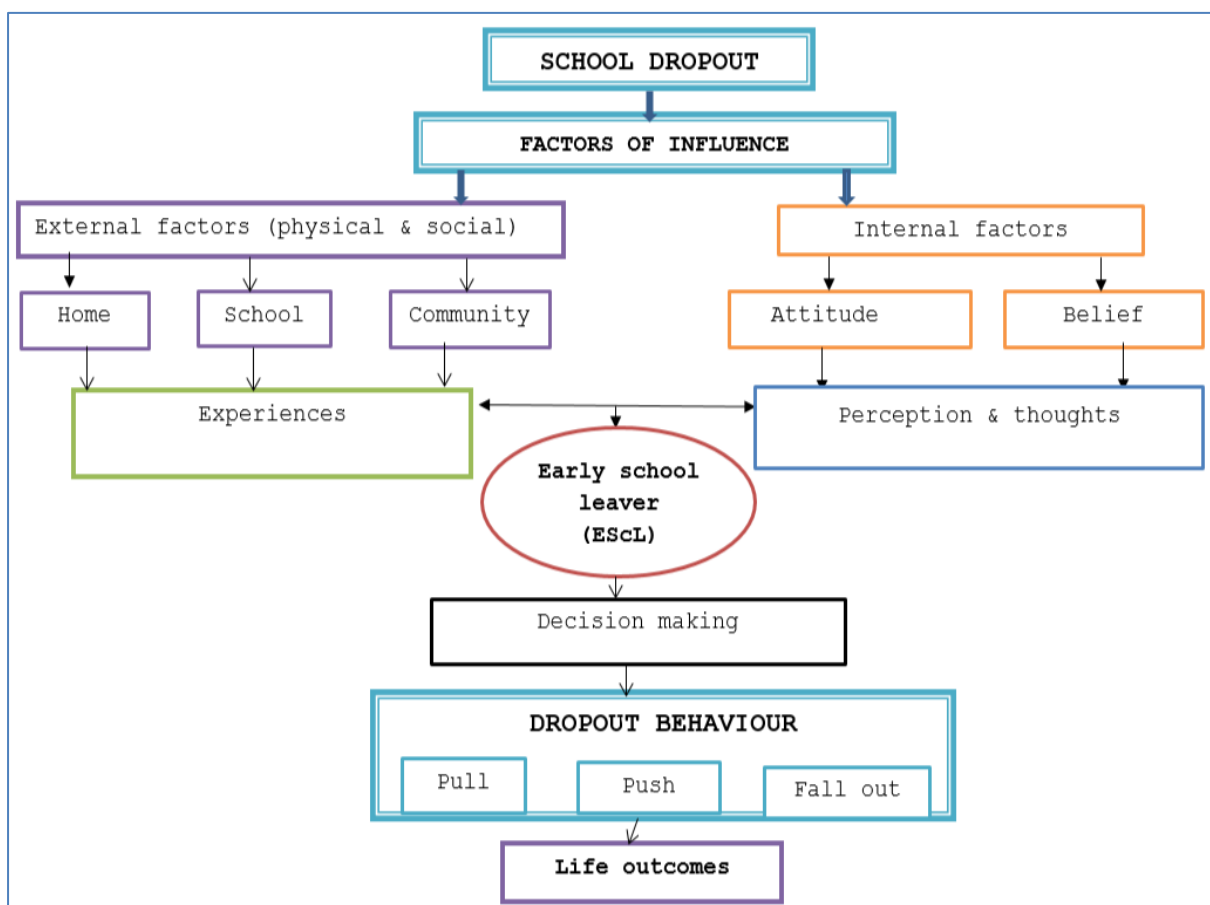 SCHOOL DROPOUT
FACTORS OF INFLUENCE
External factors (physical & social)
Internal factors
Home
School
Community
Attitude
Belief
Experiences
Perception & thoughts
Early school
leaver
(EScL)
Decision making
DROPOUT BEHAVIOUR
Pull
Push
Fall out
Life outcomes